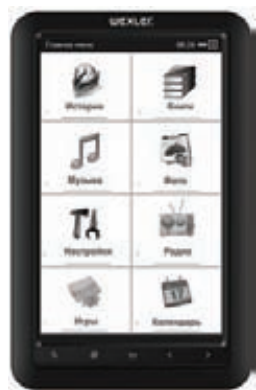 WEXLER
Главное меню
История Книги
Музыка Фото
Настройки Радио
Игры Календарь